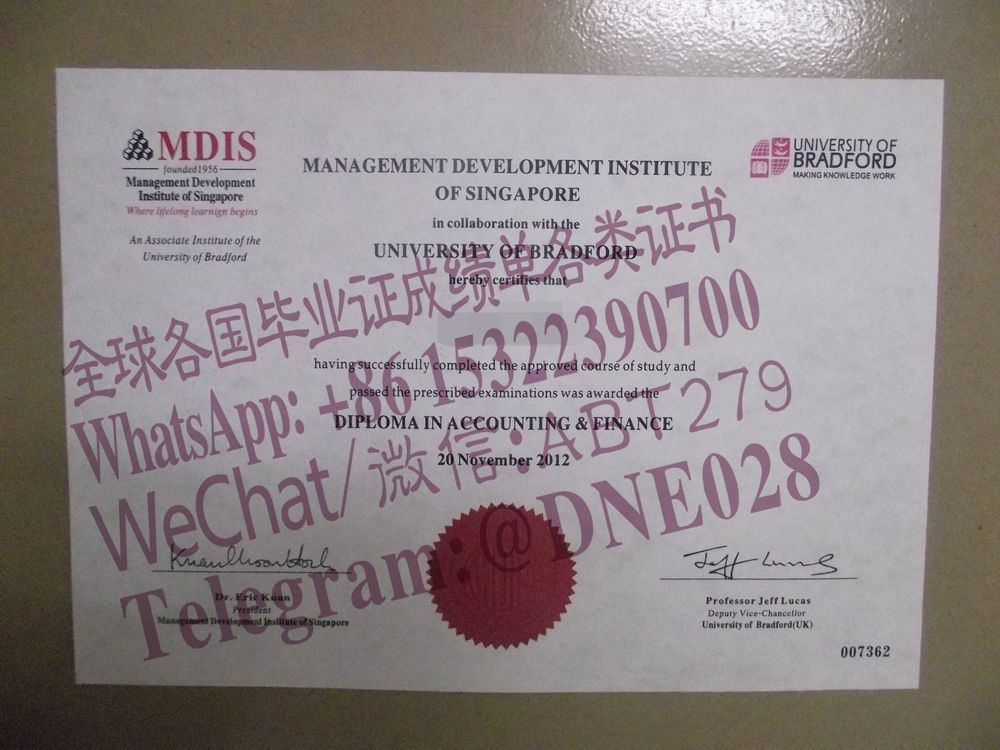 MDIS
founded1956
Management Development
Institute of Singapore
Where lifelong learnign begins
An Associate Institute of the
University of Bradford
UNIVERSITY OF
BRADFORD
MAKING KNOWLEDGE WORK
MANAGEMENT DEVELOPMENT INSTITUTE
OF SINGAPORE
in collaboration with the
UNIVERSITY OF BRADFORD
hereby certifies that
having successfully completed the approved course of study and
passed the prescribed examinations was awarded the
DIPLOMA IN ACCOUNTING & FINANCE
20 November 2012
全球各国毕业证成绩单各类证书
WhatsApp: +86 15322390700
WeChat/微信:ABT279
Telegram:@DNE028
Dr. Eric Kuan
President
Management Development Institute of Singapore
Jeff Lucas
Professor Jeff Lucas
Deputy Vice-Chancellor
University of Bradford(UK)
007362